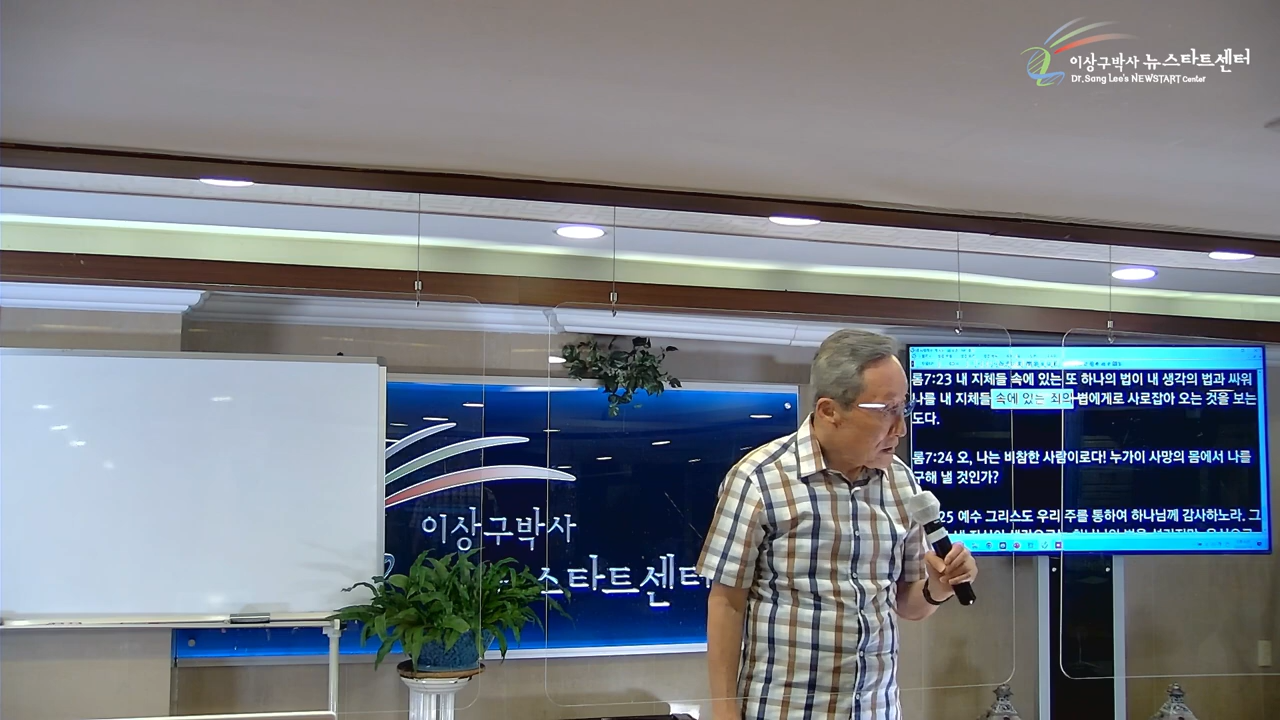 이상구박사 뉴스타트센터
Dr. Sang Lee's NEWSTART Center
이상구박사
스타트센터
롬7:23 내 지체들 속에 있는 또 하나의 법이 내 생각의 법과 싸워
나를 내 지체들 속에 있는 죄의 법에게로 사로잡아 오는 것을 보는
도다.
롬7:24 오, 나는 비참한 사람이로다! 누가이 사망의 몸에서 나를
구해 낼 것인가?
25 예수 그리스도 우리 주를 통하여 하나님께 감사하노라. 그